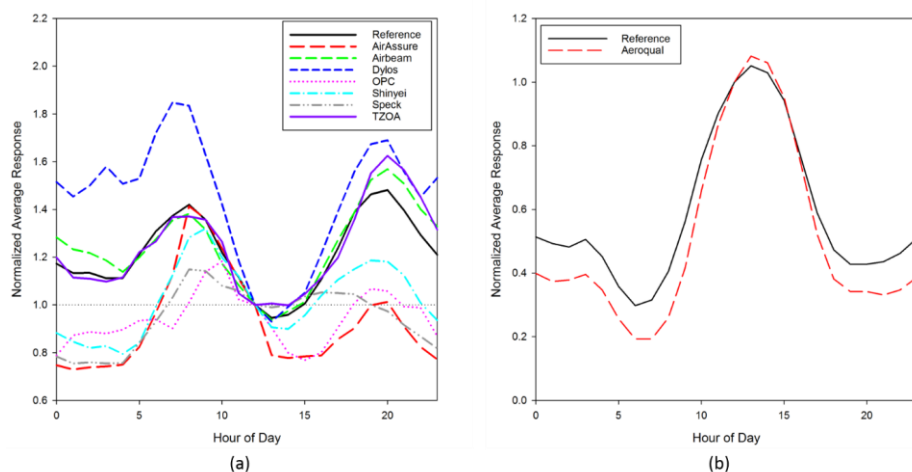 Normalized Average Response
2.2
2.0
1.8
1.6
1.4
1.2
1.0
0.8
0.6
Reference
AirAssure
Airbeam
Dylos
OPC
Shinyei
Speck
TZOA
0 5 10 15 20
Hour of Day
(a)
Normalized Average Response
1.2
1.0
0.8
0.6
0.4
0.2
0.0
Reference
Aeroqual
0 5 10 15 20
Hour of Day
(b)